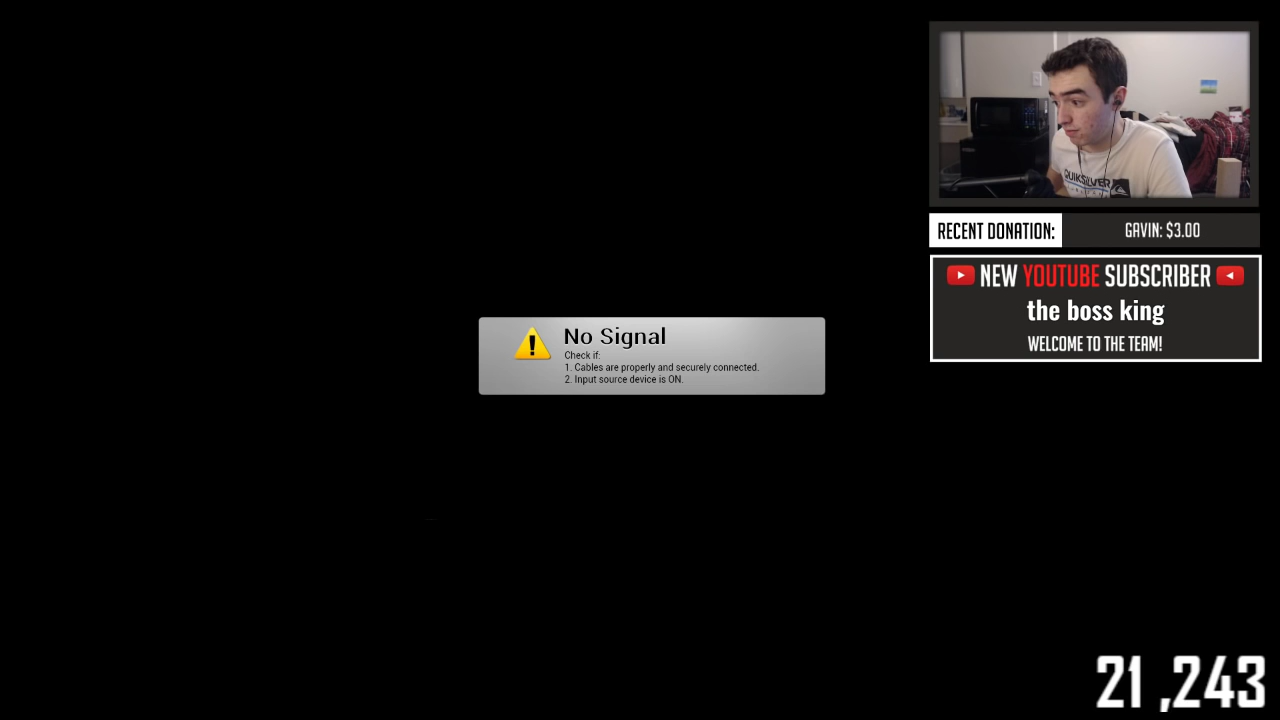 QUIKSILVER
RECENT DONATION:
GAVIN: $3.00
NEW YOUTUBE SUBSCRIBER
the boss king
WELCOME TO THE TEAM!
No Signal
Check if:
1. Cables are properly and securely connected.
2. Input source device is ON.
21 ,243